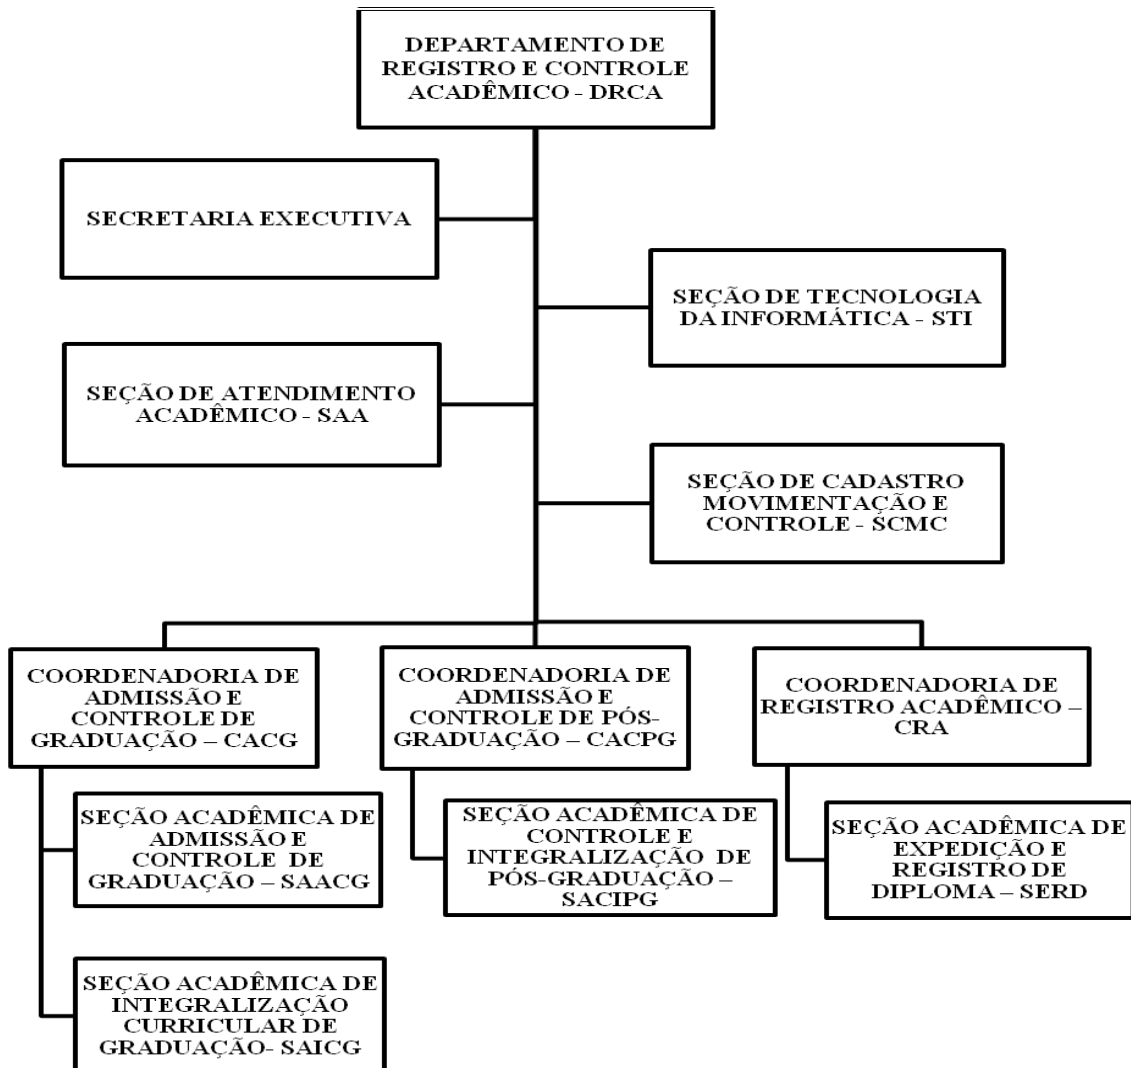 DEPARTAMENTO DE
REGISTRO E CONTROLE
ACADÊMICO - DRCA
SECRETARIA EXECUTIVA
SEÇÃO DE TECNOLOGIA
DA INFORMÁTICA - STI
SEÇÃO DE ATENDIMENTO
ACADÊMICO - SAA
SEÇÃO DE CADASTRO
MOVIMENTAÇÃO E
CONTROLE - SCMC
COORDENADORIA DE
ADMISSÃO E
CONTROLE DE
GRADUAÇÃO – CACG
COORDENADORIA DE
ADMISSÃO E
CONTROLE DE PÓS-
GRADUAÇÃO – CACPG
COORDENADORIA DE
REGISTRO ACADÊMICO –
CRA
SEÇÃO ACADÊMICA DE
ADMISSÃO E
CONTROLE DE
GRADUAÇÃO – SAACG
SEÇÃO ACADÊMICA DE
CONTROLE E
INTEGRALIZAÇÃO DE
PÓS-GRADUAÇÃO –
SACIPG
SEÇÃO ACADÊMICA DE
EXPEDIÇÃO E
REGISTRO DE
DIPLOMA – SERD
SEÇÃO ACADÊMICA DE
INTEGRALIZAÇÃO
CURRICULAR DE
GRADUAÇÃO- SAICG